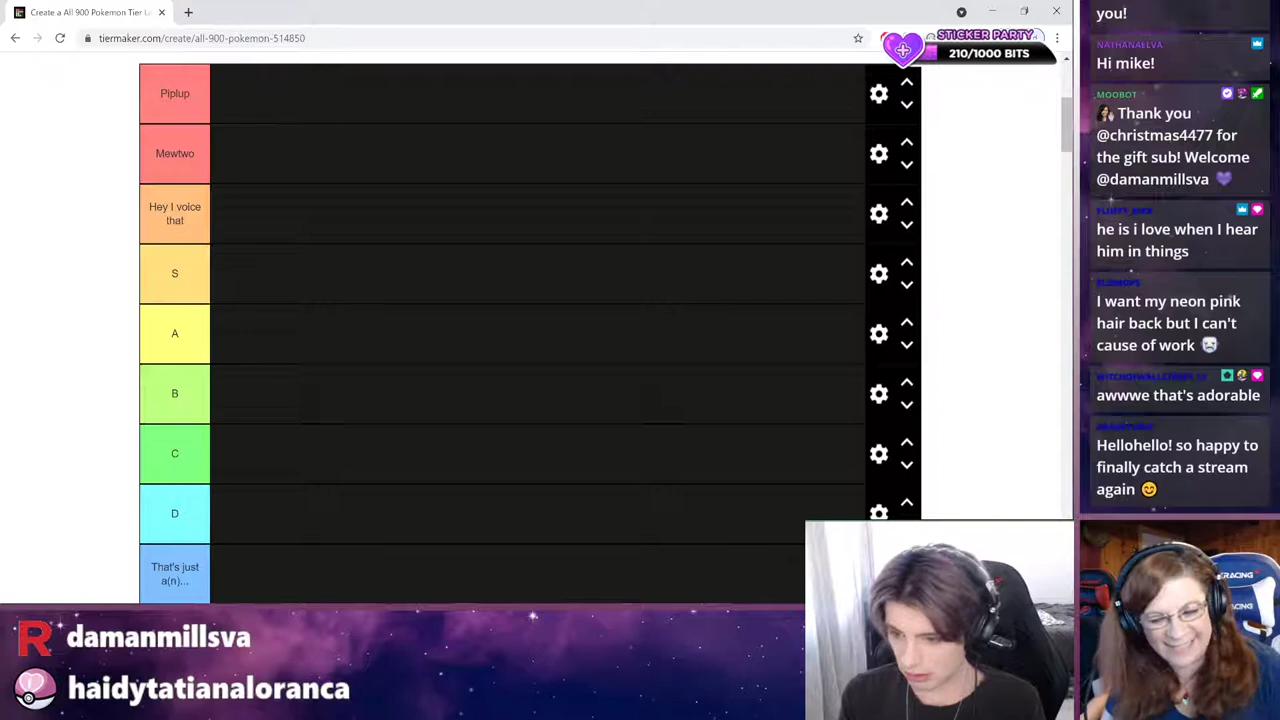 Create a All 900 Pokemon Tier L
tiermaker.com/create/all-900-pokemon-514850
STICKER PARTY
210/1000 BITS
Piplup
Mewtwo
Hey I voice
that
S
A
B
C
D
That's just
a(n)...
you!
NATHANAELVA
Hi mike!
MOOBOT
Thank you
@christmas4477 for
the gift sub! Welcome
@damanmillsva
he is i love when I hear
him in things
I want my neon pink
hair back but I can't
cause of work
awwwe that's adorable
Hellohello! so happy to
finally catch a stream
again
RACING
RACING
R damanmillsva
haidytatianaloranca